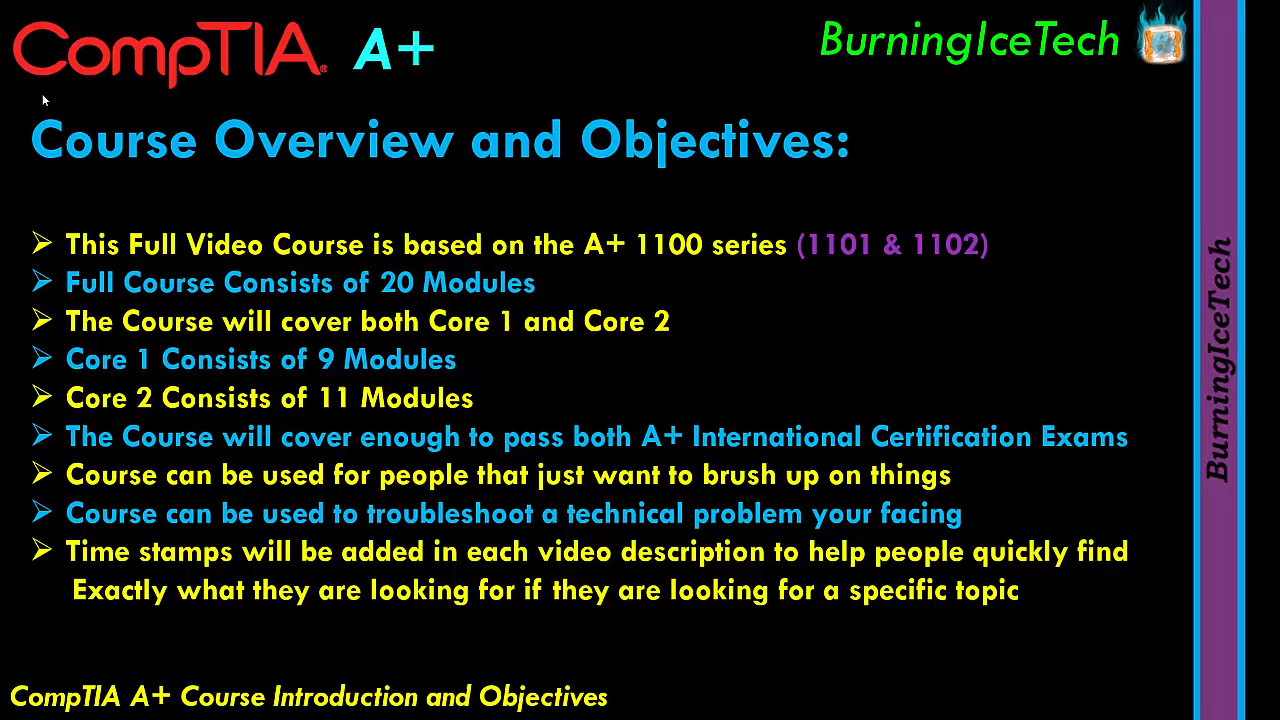 CompTIA® A+
BurningIceTech
Course Overview and Objectives:
➢ This Full Video Course is based on the A+ 1100 series (1101 & 1102)
➢ Full Course Consists of 20 Modules
➢ The Course will cover both Core 1 and Core 2
➢ Core 1 Consists of 9 Modules
➢ Core 2 Consists of 11 Modules
➢ The Course will cover enough to pass both A+ International Certification Exams
➢ Course can be used for people that just want to brush up on things
➢ Course can be used to troubleshoot a technical problem your facing
➢ Time stamps will be added in each video description to help people quickly find
Exactly what they are looking for if they are looking for a specific topic
CompTIA A+ Course Introduction and Objectives
BurningIceTech